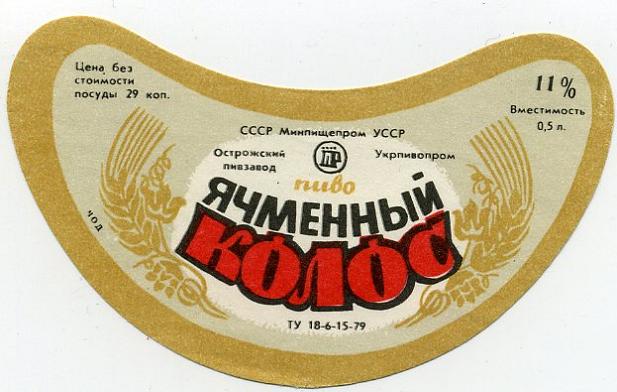 Цена без
стоимости
посуды 29 коп.
11%
Вместимость
0,5 л.
СССР Минпищепром УССР
Острожский
пивзавод
Укрпивопром
пиво
ЯЧМЕННЫЙ
КОЛОС
ТУ 18-6-15-79